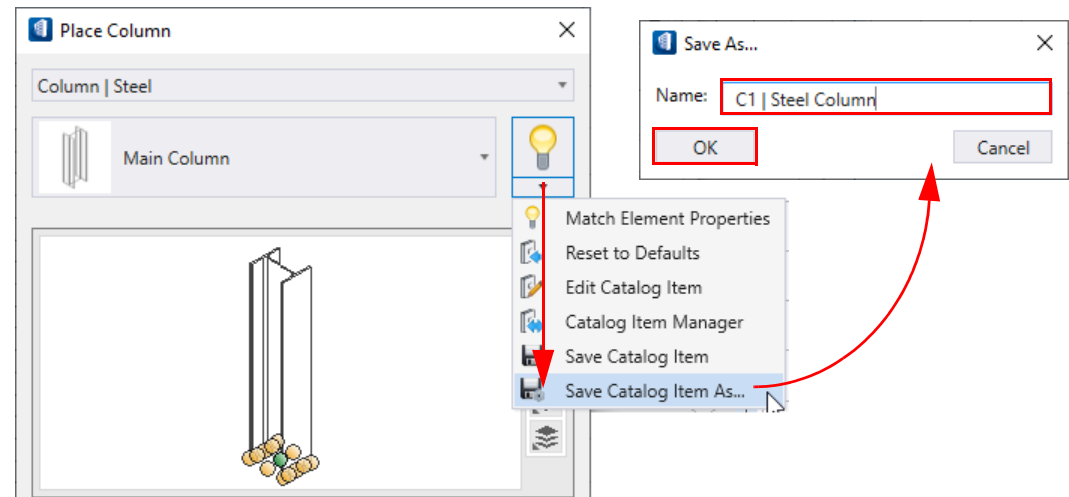 Place Column
Column | Steel
Main Column
Match Element Properties
Reset to Defaults
Edit Catalog Item
Catalog Item Manager
Save Catalog Item
Save Catalog Item As...
Save As...
Name: C1 | Steel Column
OK Cancel